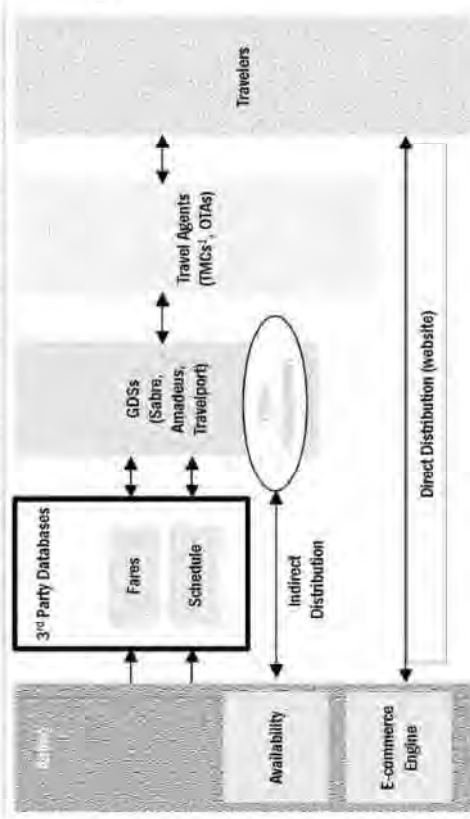 3rd Party Databases
Fares
Schedule
GDSs
(Sabre,
Amadeus,
Travelport)
Travel Agents
(TMCs¹, OTAs)
Travelers
Availability
Indirect
Distribution
E-commerce
Engine
Direct Distribution (website)